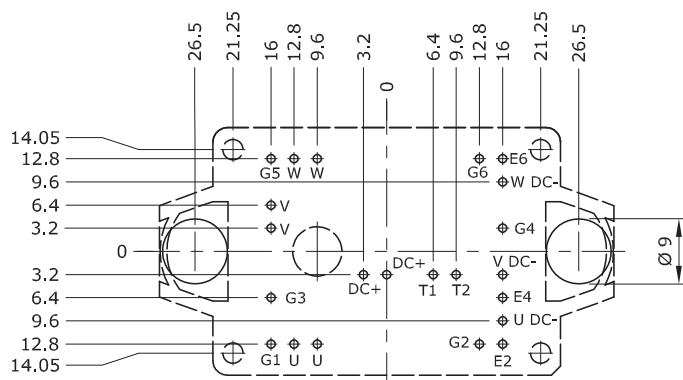 26.5
21.25
16
12.8
9.6
3.2
0
6.4
9.6
12.8
16
21.25
26.5
14.05
12.8
G5 W W
G6
E6
9.6
W DC-
6.4
V
3.2
V
G4
0
Ø 9
DC+
V DC-
3.2
DC+
T1
T2
6.4
G3
E4
9.6
U DC-
12.8
G1 U U
G2
E2
14.05
0